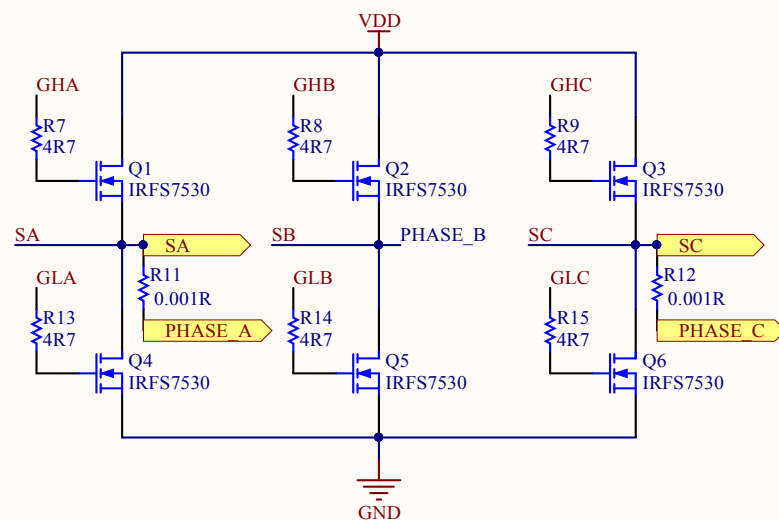 VDD
GHA
R7
4R7
Q1
IRFS7530
GHB
R8
4R7
Q2
IRFS7530
GHC
R9
4R7
Q3
IRFS7530
SA
SA
SB
PHASE_B
SC
SC
GLA
R11
0.001R
PHASE_A
R13
4R7
Q4
IRFS7530
GLB
R14
4R7
Q5
IRFS7530
GLC
R12
0.001R
PHASE_C
R15
4R7
Q6
IRFS7530
GND